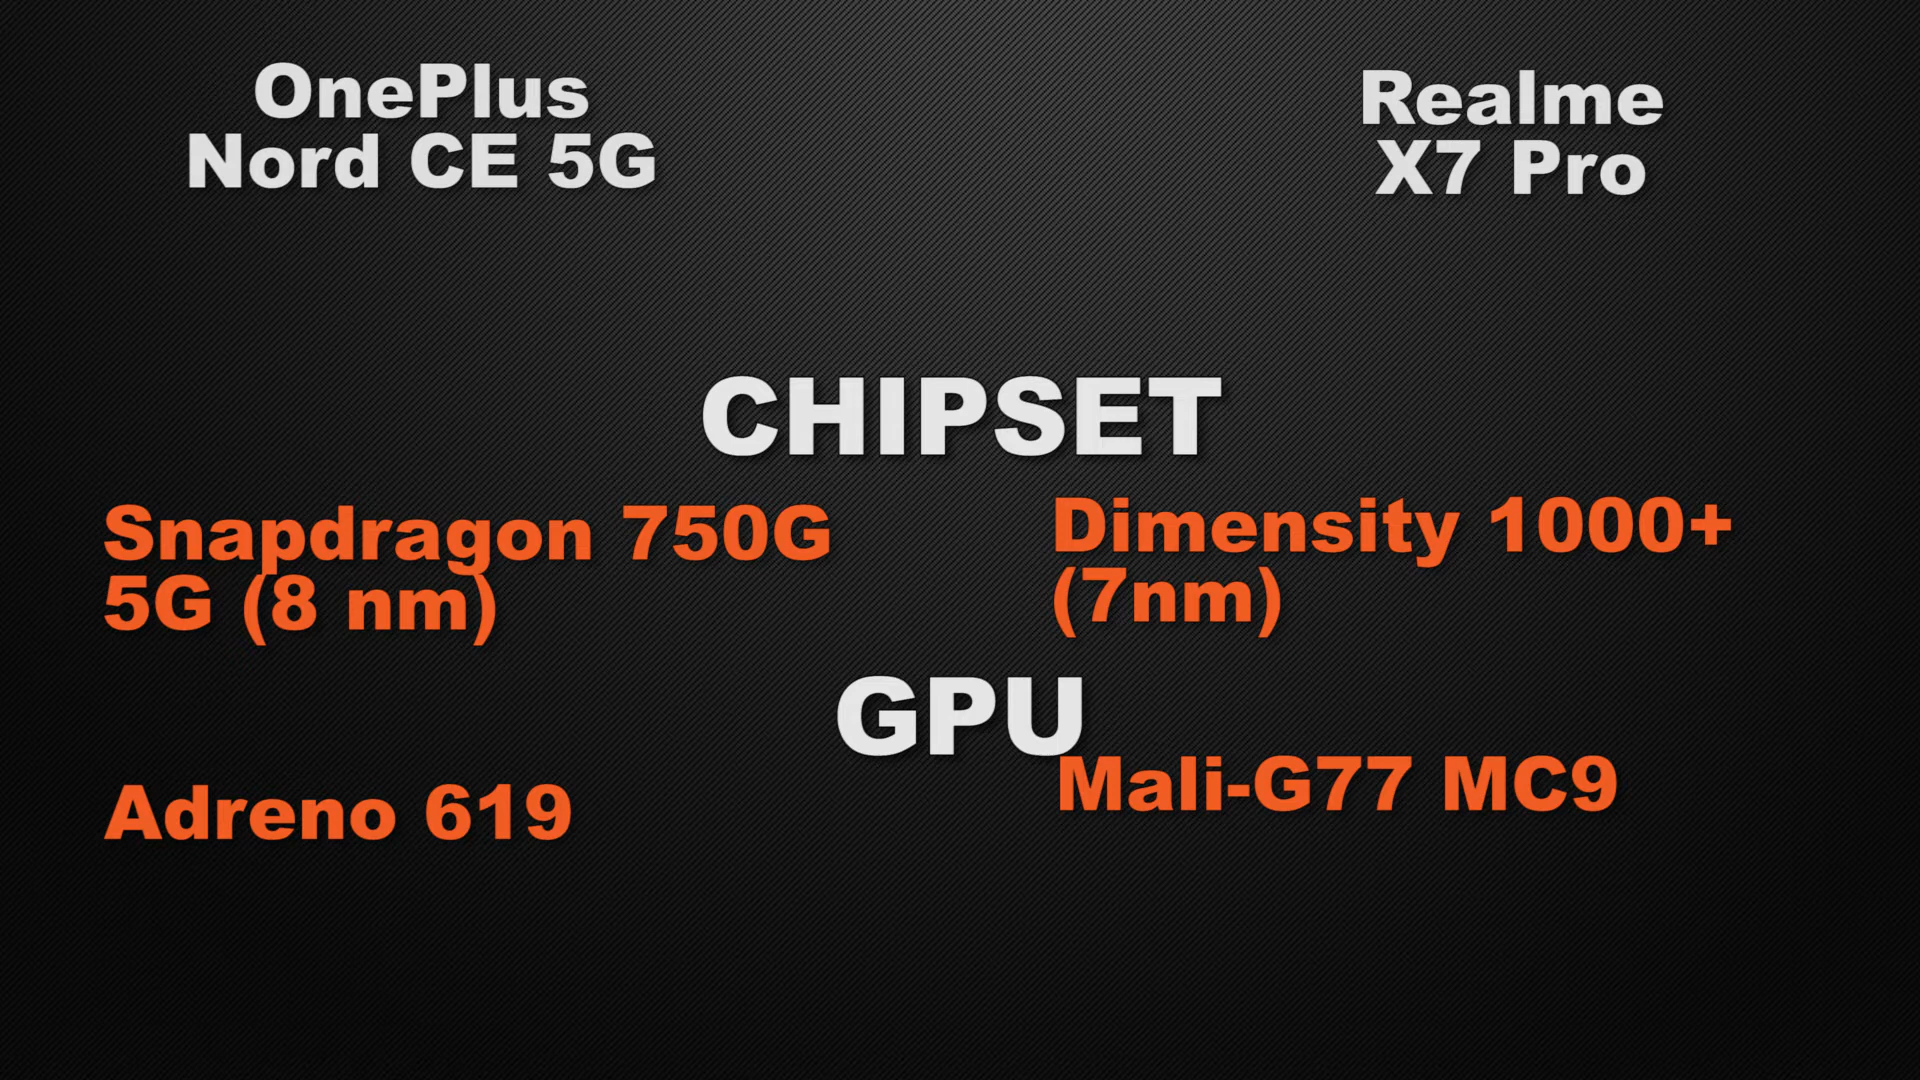 OnePlus
Nord CE 5G
Realme
X7 Pro
CHIPSET
Snapdragon 750G
5G (8 nm)
Dimensity 1000+
(7nm)
GPU
Adreno 619
Mali-G77 MC9